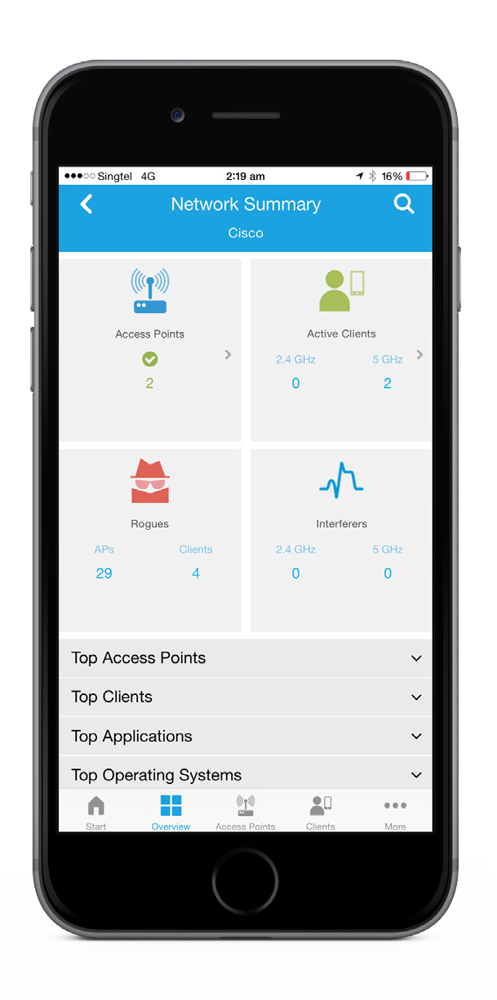 Singtel 4G 2:19 am 16%
Network Summary
Cisco
Access Points
2
Active Clients
2.4 GHz 5 GHz
0 2
Rogues
APs Clients
29 4
Interferers
2.4 GHz 5 GHz
0 0
Top Access Points
Top Clients
Top Applications
Top Operating Systems
Start Overview Access Points Clients More